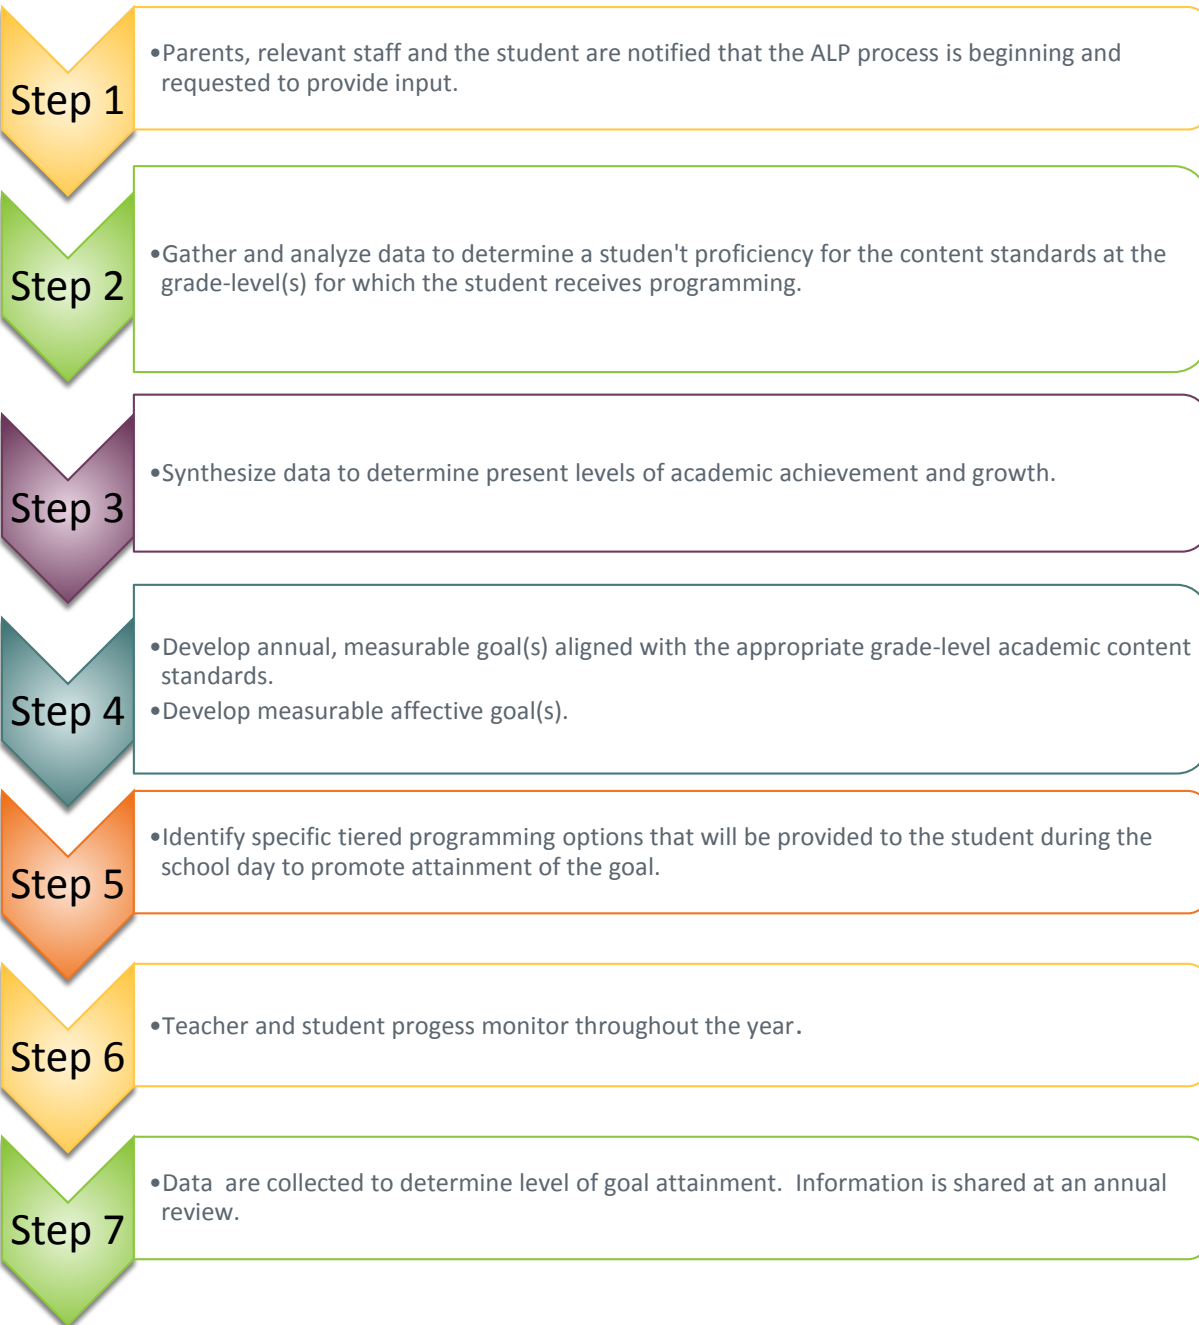 Step 1
•Parents, relevant staff and the student are notified that the ALP process is beginning and
requested to provide input.
Step 2
•Gather and analyze data to determine a studen't proficiency for the content standards at the
grade-level(s) for which the student receives programming.
Step 3
•Synthesize data to determine present levels of academic achievement and growth.
Step 4
•Develop annual, measurable goal(s) aligned with the appropriate grade-level academic content
standards.
•Develop measurable affective goal(s).
Step 5
•Identify specific tiered programming options that will be provided to the student during the
school day to promote attainment of the goal.
Step 6
•Teacher and student progess monitor throughout the year.
Step 7
•Data  are collected to determine level of goal attainment.  Information is shared at an annual
review.